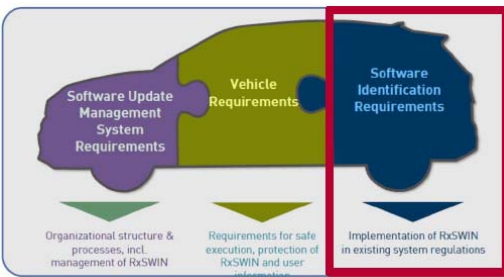 Software Update
Management
System
Requirements
Vehicle
Requirements
Software
Identification
Requirements
Organizational structure &
processes, incl.
management of RxSWIN
Requirements for safe
execution, protection of
RxSWIN and user
information
Implementation of RxSWIN
in existing system regulations